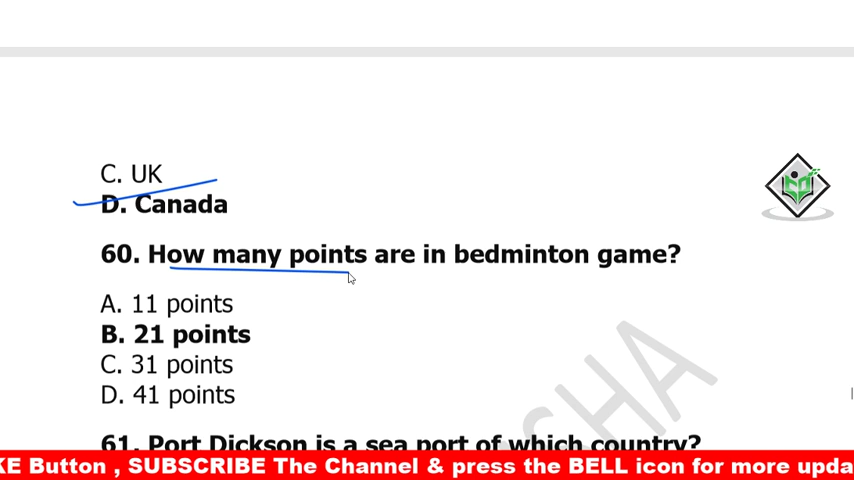 C. UK
D. Canada
60. How many points are in bedminton game?
A. 11 points
B. 21 points
C. 31 points
D. 41 points
61. Port Dickson is a sea port of which country?
KE Button , SUBSCRIBE The Channel & press the BELL icon for more upda